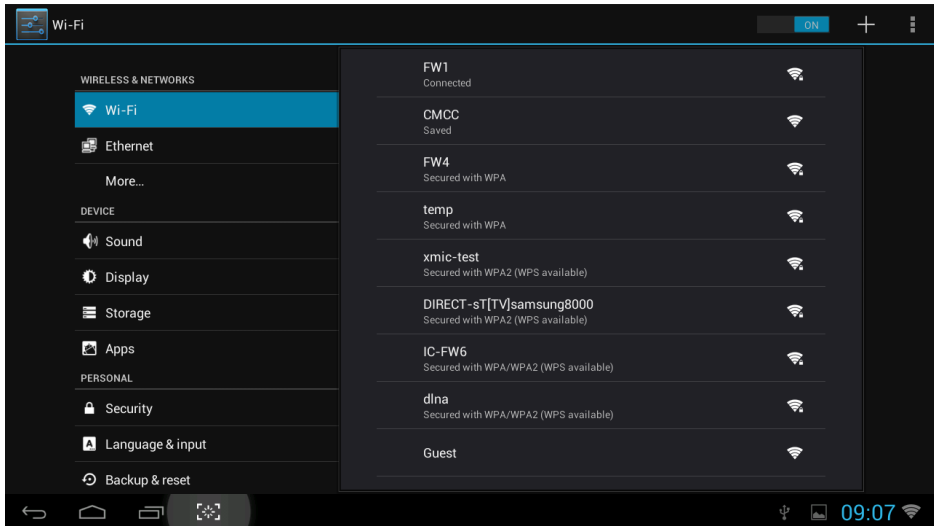 Wi-Fi
ON
WIRELESS & NETWORKS
Wi-Fi
Ethernet
More...
DEVICE
Sound
Display
Storage
Apps
PERSONAL
Security
A
Language & input
Backup & reset
FW1
Connected
CMCC
Saved
FW4
Secured with WPA
temp
Secured with WPA
xmic-test
Secured with WPA2 (WPS available)
DIRECT-sT[TV]samsung8000
Secured with WPA2 (WPS available)
IC-FW6
Secured with WPA/WPA2 (WPS available)
dlna
Secured with WPA/WPA2 (WPS available)
Guest
09:07